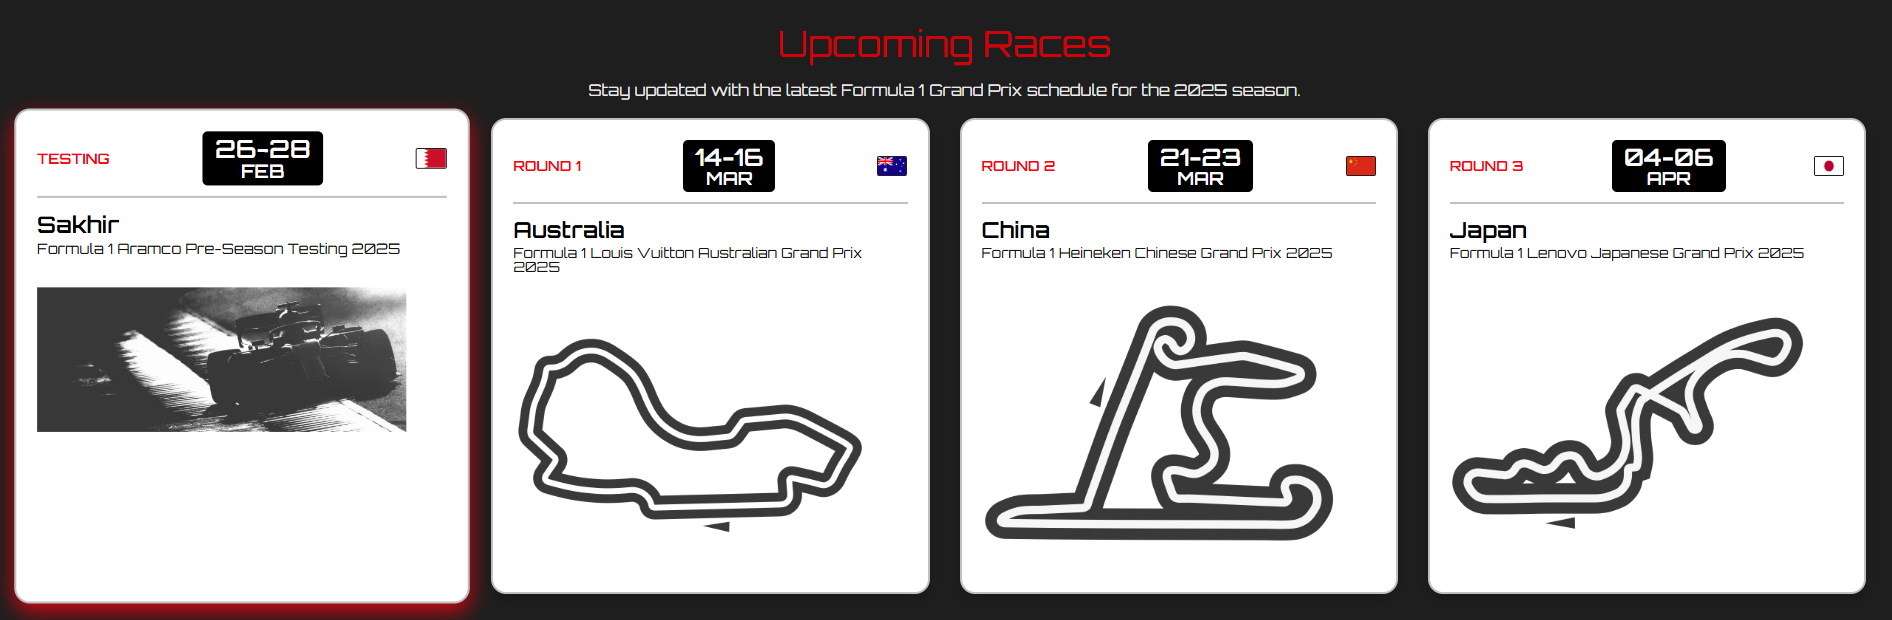 Upcoming Races
Stay updated with the latest Formula 1 Grand Prix schedule for the 2025 season.
TESTING
26-28
FEB
Sakhir
Formula 1 Aramco Pre-Season Testing 2025
ROUND 1
14-16
MAR
Australia
Formula 1 Louis Vuitton Australian Grand Prix
2025
ROUND 2
21-23
MAR
China
Formula 1 Heineken Chinese Grand Prix 2025
ROUND 3
04-06
APR
Japan
Formula 1 Lenovo Japanese Grand Prix 2025